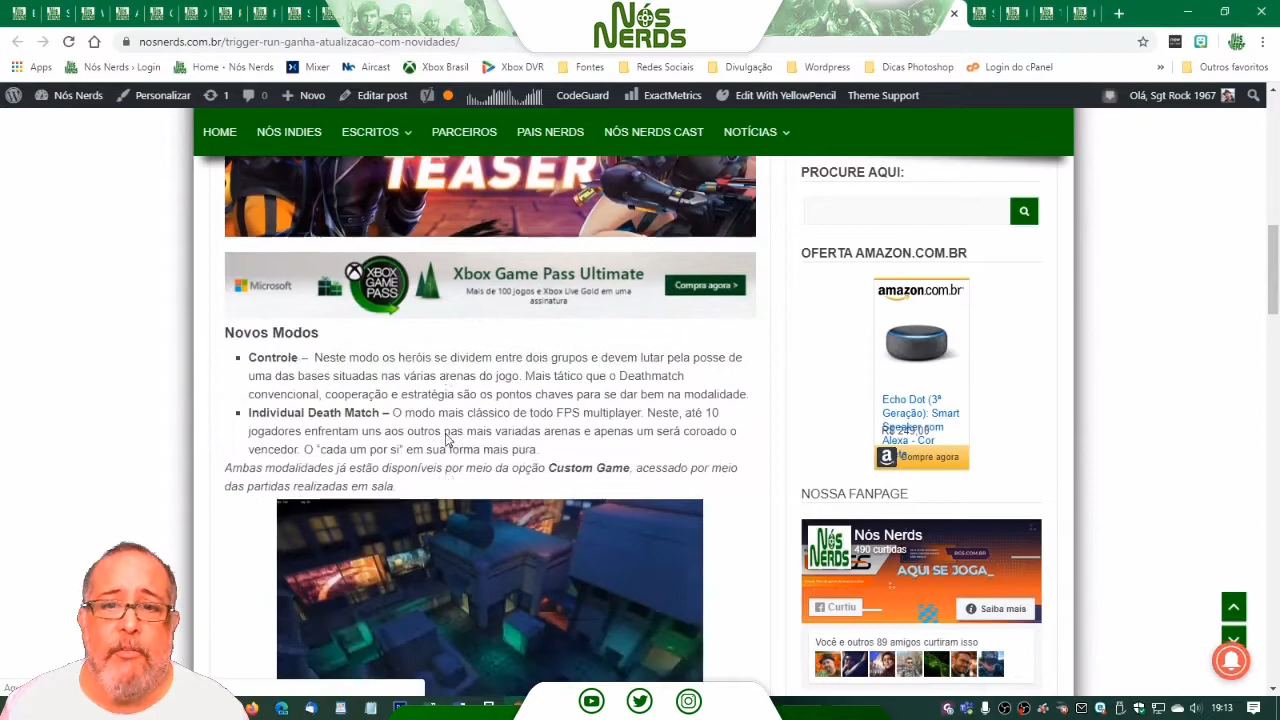 Nós
NERDS
nosnerds.com.br/trigger-run-ganha-atualizacao-com-novidades/
Apps
Nós Nerds › Login
Home - Nós Nerds
Mixer
Aircast
Xbox Brasil
Xbox DVR
Fontes
Redes Sociais
Divulgação
Wordpress
Dicas Photoshop
Login do cPanel
»
Outros favoritos
Nós Nerds
Personalizar
1
0
Novo
Editar post
CodeGuard
ExactMetrics
Edit With YellowPencil
Theme Support
Olá, Sgt Rock 1967
HOME
NÓS INDIES
ESCRITOS
PARCEIROS
PAIS NERDS
NÓS NERDS CAST
NOTÍCIAS
TEASER
Microsoft
XBOX
GAME
PASS
Xbox Game Pass Ultimate
Mais de 100 jogos e Xbox Live Gold em uma
assinatura
Compra agora >
Novos Modos
Controle – Neste modo os heróis se dividem entre dois grupos e devem lutar pela posse de
uma das bases situadas nas várias arenas do jogo. Mais tático que o Deathmatch
convencional, cooperação e estratégia são os pontos chaves para se dar bem na modalidade.
Individual Death Match – O modo mais clássico de todo FPS multiplayer. Neste, até 10
jogadores enfrentam uns aos outros nas mais variadas arenas e apenas um será coroado o
vencedor. O “cada um por si” em sua forma mais pura.
Ambas modalidades já estão disponíveis por meio da opção Custom Game, acessado por meio
das partidas realizadas em sala.
PROCURE AQUI:
OFERTA AMAZON.COM.BR
amazon.com.br
Echo Dot (3ª
Geração): Smart
Speaker com
R$ 249,00
Alexa - Cor
Compre agora
NOSSA FANPAGE
Nós
NERDS
Nós Nerds
490 curtidas
BGS.COM.BR
AQUI SE JOGA_
Curtiu
Saiba mais
Você e outros 89 amigos curtiram isso
19:13